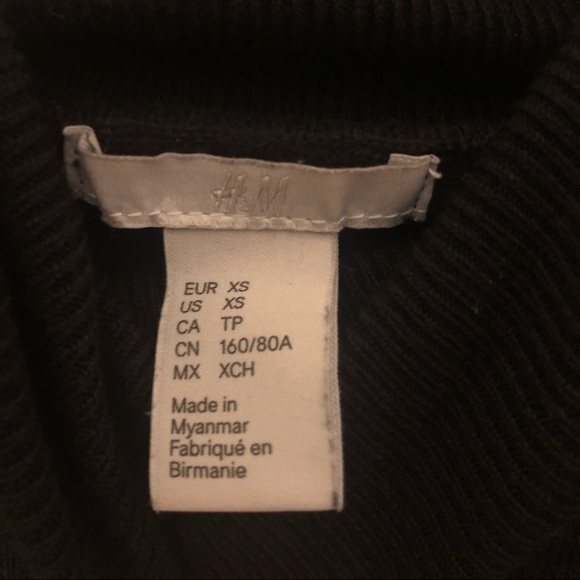 H&M
EUR XS
US XS
CA TP
CN 160/80A
MX XCH
Made in
Myanmar
Fabriqué en
Birmanie